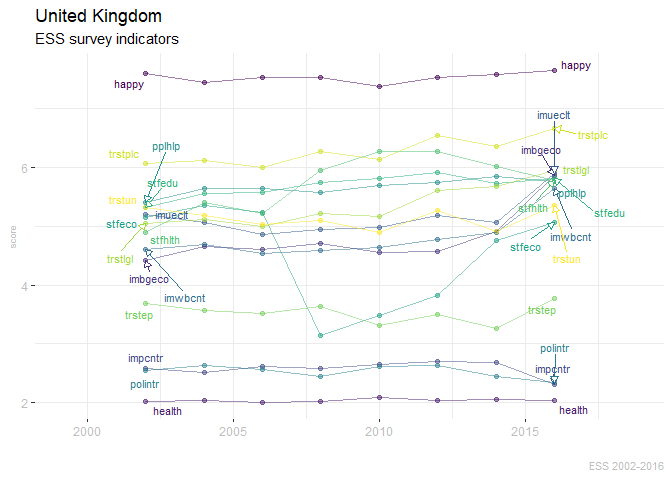 United Kingdom
ESS survey indicators
happy
happy
imueclt
trstplc
trstplc
pplhlp
imbgeco
trstlgl
stfedu
pplhlp
trstun
imueclt
stfhlth
stfedu
stfeco
stfhlth
stfeco
imwbcnt
trstlgl
trstun
imbgeco
imwbcnt
trstep
trstep
impcntr
polintr
impcntr
polintr
health
health
score
6
4
2
2000
2005
2010
2015
ESS 2002-2016